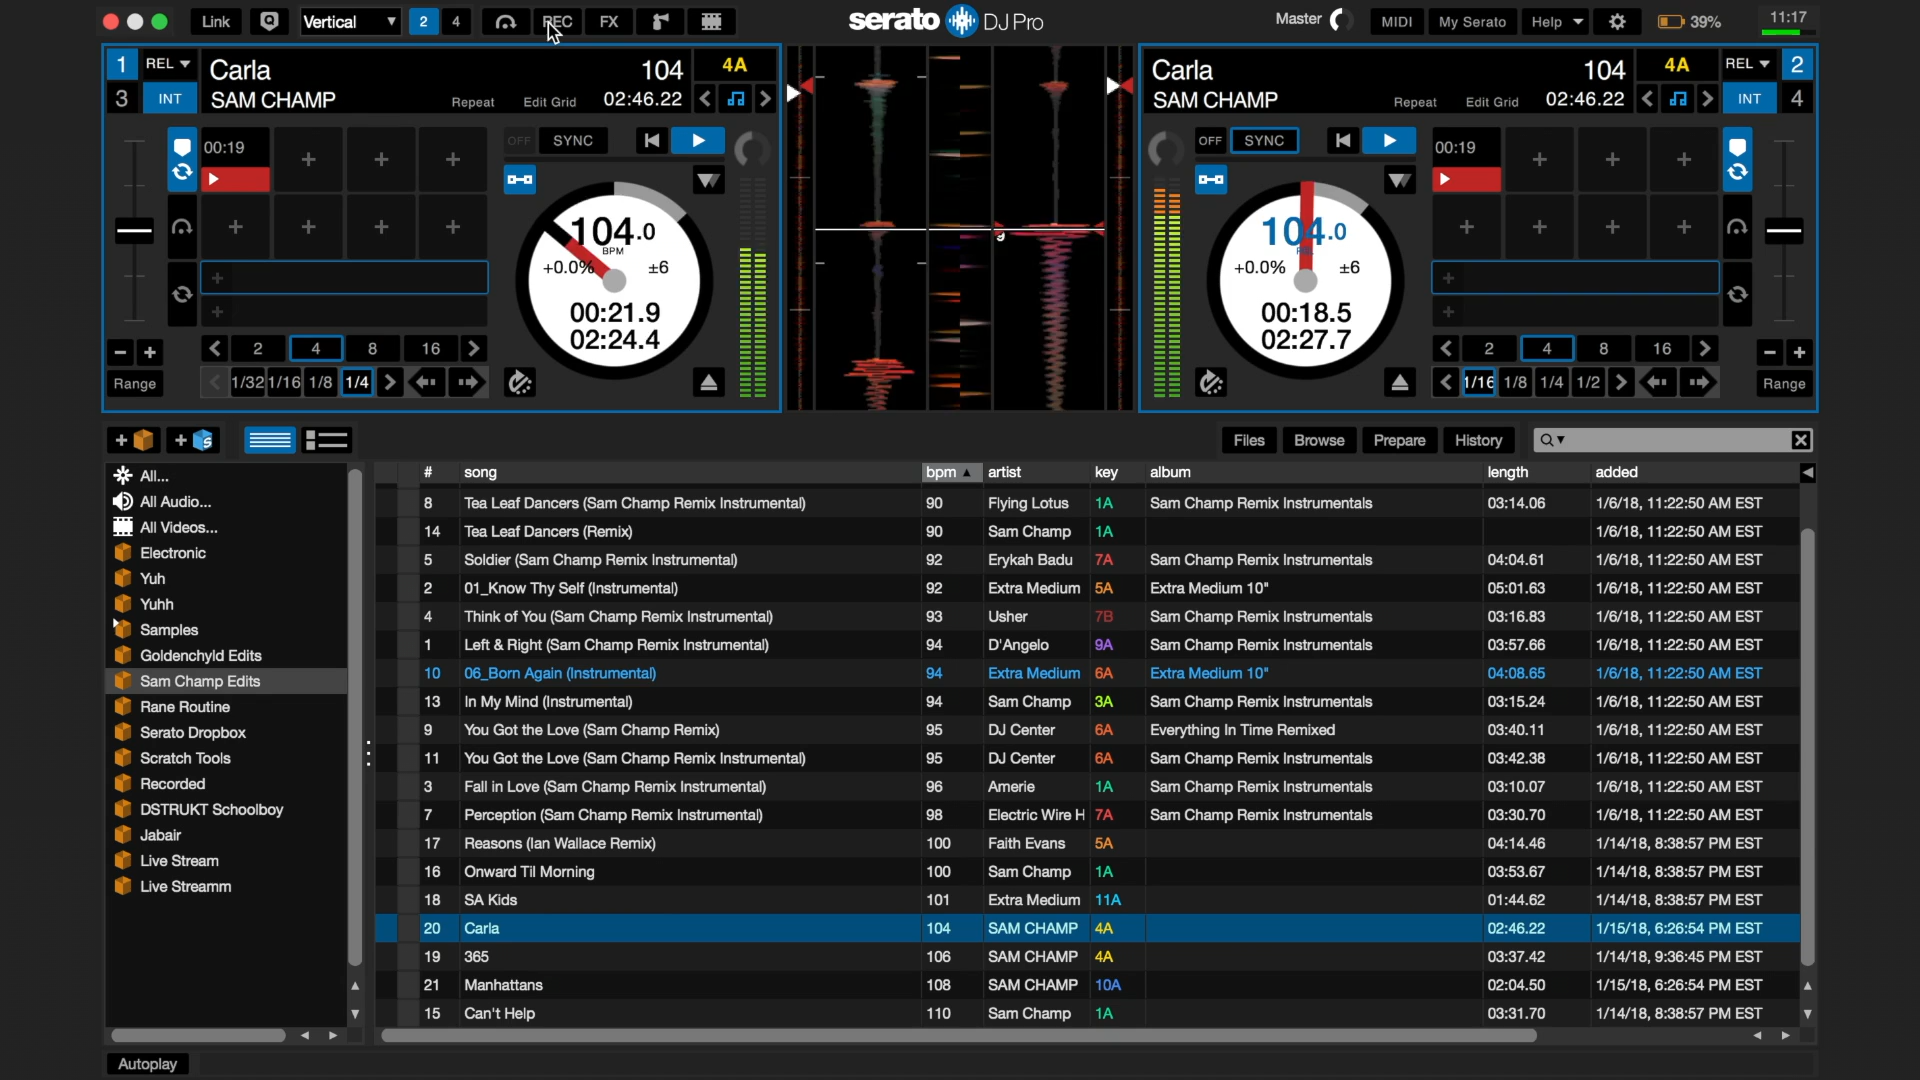 Link Vertical 2 4 REC FX serato DJ Pro Master MIDI My Serato Help 39% 11:17
1 REL Carla 104 4A
3 INT SAM CHAMP Repeat Edit Grid 02:46.22
Carla 104 4A REL 2
SAM CHAMP Repeat Edit Grid 02:46.22 INT 4
00:19 OFF SYNC
104.0
BPM
+0.0% ±6
00:21.9
02:24.4
2 4 8 16
Range 1/32 1/16 1/8 1/4
OFF SYNC 00:19
104.0
+0.0% ±6
00:18.5
02:27.7
2 4 8 16
1/16 1/8 1/4 1/2 Range
Files Browse Prepare History
All...
All Audio...
All Videos...
Electronic
Yuh
Yuhh
Samples
Goldenchyld Edits
Sam Champ Edits
Rane Routine
Serato Dropbox
Scratch Tools
Recorded
DSTRUKT Schoolboy
Jabair
Live Stream
Live Streamm
# song bpm artist key album length added
8 Tea Leaf Dancers (Sam Champ Remix Instrumental) 90 Flying Lotus 1A Sam Champ Remix Instrumentals 03:14.06 1/6/18, 11:22:50 AM EST
14 Tea Leaf Dancers (Remix) 90 Sam Champ 1A 1/6/18, 11:22:50 AM EST
5 Soldier (Sam Champ Remix Instrumental) 92 Erykah Badu 7A Sam Champ Remix Instrumentals 04:04.61 1/6/18, 11:22:50 AM EST
2 01_Know Thy Self (Instrumental) 92 Extra Medium 5A Extra Medium 10" 05:01.63 1/6/18, 11:22:50 AM EST
4 Think of You (Sam Champ Remix Instrumental) 93 Usher 7B Sam Champ Remix Instrumentals 03:16.83 1/6/18, 11:22:50 AM EST
1 Left & Right (Sam Champ Remix Instrumental) 94 D'Angelo 9A Sam Champ Remix Instrumentals 03:57.66 1/6/18, 11:22:50 AM EST
10 06_Born Again (Instrumental) 94 Extra Medium 6A Extra Medium 10" 04:08.65 1/6/18, 11:22:50 AM EST
13 In My Mind (Instrumental) 94 Sam Champ 3A Sam Champ Remix Instrumentals 03:15.24 1/6/18, 11:22:50 AM EST
9 You Got the Love (Sam Champ Remix) 95 DJ Center 6A Everything In Time Remixed 03:40.11 1/6/18, 11:22:50 AM EST
11 You Got the Love (Sam Champ Remix Instrumental) 95 DJ Center 6A Sam Champ Remix Instrumentals 03:42.38 1/6/18, 11:22:50 AM EST
3 Fall in Love (Sam Champ Remix Instrumental) 96 Amerie 1A Sam Champ Remix Instrumentals 03:10.07 1/6/18, 11:22:50 AM EST
7 Perception (Sam Champ Remix Instrumental) 98 Electric Wire H 7A Sam Champ Remix Instrumentals 03:30.70 1/6/18, 11:22:50 AM EST
17 Reasons (Ian Wallace Remix) 100 Faith Evans 5A 04:14.46 1/14/18, 8:38:57 PM EST
16 Onward Til Morning 100 Sam Champ 1A 03:53.67 1/14/18, 8:38:57 PM EST
18 SA Kids 101 Extra Medium 11A 01:44.62 1/14/18, 8:38:57 PM EST
20 Carla 104 SAM CHAMP 4A 02:46.22 1/15/18, 6:26:54 PM EST
19 365 106 SAM CHAMP 4A 03:37.42 1/14/18, 9:36:45 PM EST
21 Manhattans 108 SAM CHAMP 10A 02:04.50 1/15/18, 6:26:54 PM EST
15 Can't Help 110 Sam Champ 1A 03:31.70 1/14/18, 8:38:57 PM EST
Autoplay